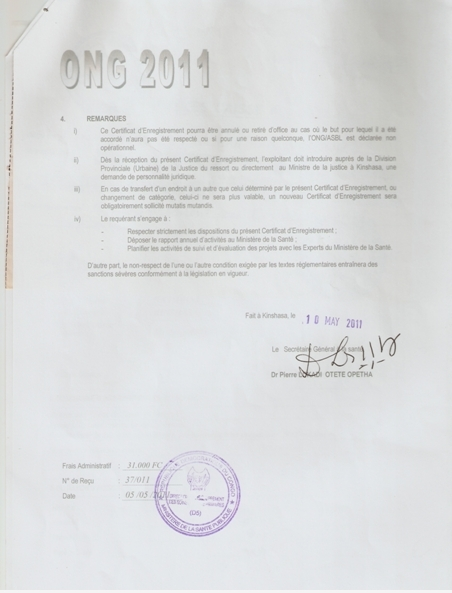 ONG 2011
4. REMARQUES
i) Ce Certificat d'Enregistrement pourra être annulé ou retiré d'office au cas où le but pour lequel il a été
accordé n'aura pas été respecté ou si pour une raison quelconque, l'ONG/ASBL est déclarée non
opérationnel.
ii) Dès la réception du présent Certificat d'Enregistrement, l'exploitant doit introduire auprès de la Division
Provinciale (Urbaine) de la Justice du ressort ou directement au Ministre de la justice à Kinshasa, une
demande de personnalité juridique.
iii) En cas de transfert d'un endroit à un autre que celui déterminé par le présent Certificat d'Enregistrement, ou
changement de catégorie, celui-ci ne sera plus valable, un nouveau Certificat d'Enregistrement sera
obligatoirement sollicité mutatis mutandis.
iv) Le requérant s'engage à :
- Respecter strictement les dispositions du présent Certificat d'Enregistrement ;
- Déposer le rapport annuel d'activités au Ministère de la Santé ;
- Planifier les activités de suivi et d'évaluation des projets avec les Experts du Ministère de la Santé.
D'autre part, le non-respect de l'une ou l'autre condition exigée par les textes réglementaires entraînera des
sanctions sévères conformément à la législation en vigueur.
Fait à Kinshasa, le 10 MAY 2011
Le Secrétaire Général santé
Dr Pierre OTETE OPETHA
Frais Administratif : 31.000 FC
N° de Reçu : 37/011
Date : 05/05/
(DS)
MINISTERE DE LA SANTE PUBLIQUE